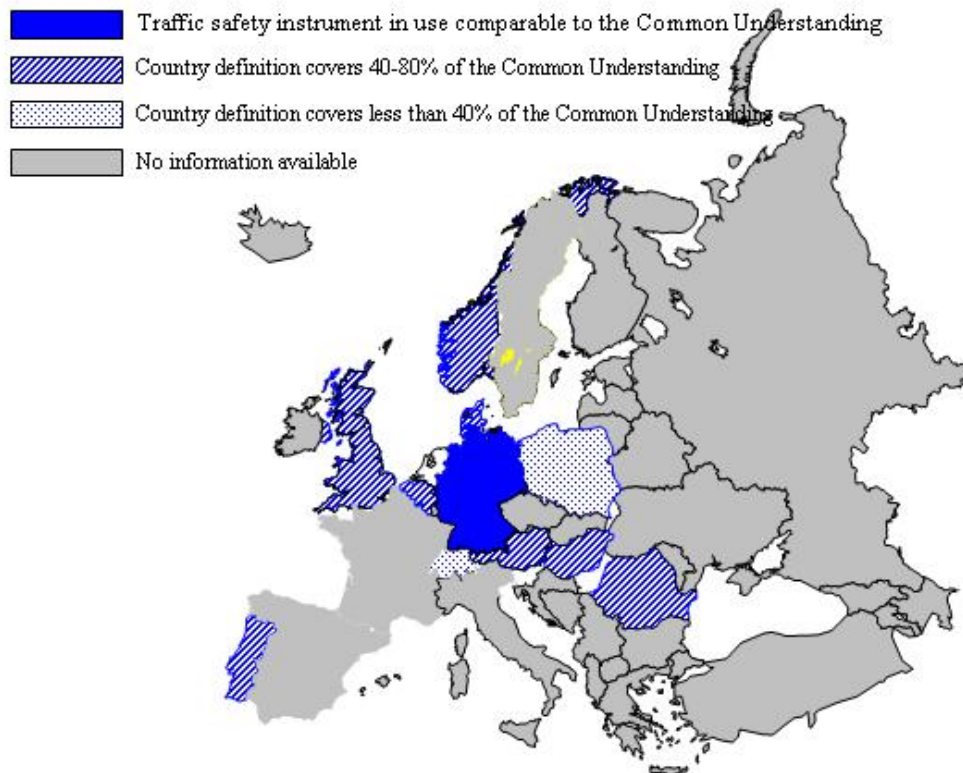 Traffic safety instrument in use comparable to the Common Understanding
Country definition covers 40-80% of the Common Understanding
Country definition covers less than 40% of the Common Understanding
No information available